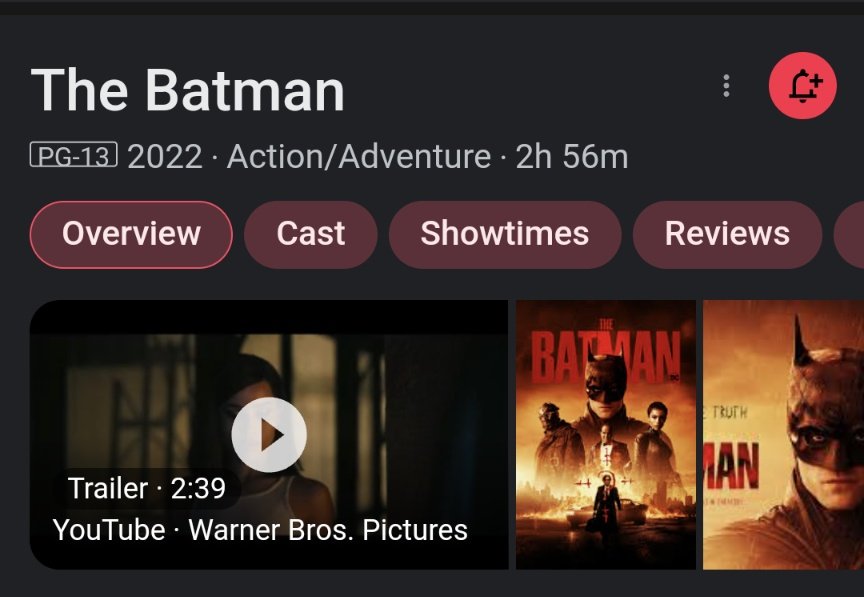 The Batman
PG-13 2022 · Action/Adventure · 2h 56m
Overview Cast Showtimes Reviews
Trailer · 2:39
YouTube · Warner Bros. Pictures
THE
BATMAN
TRUTH
MAN